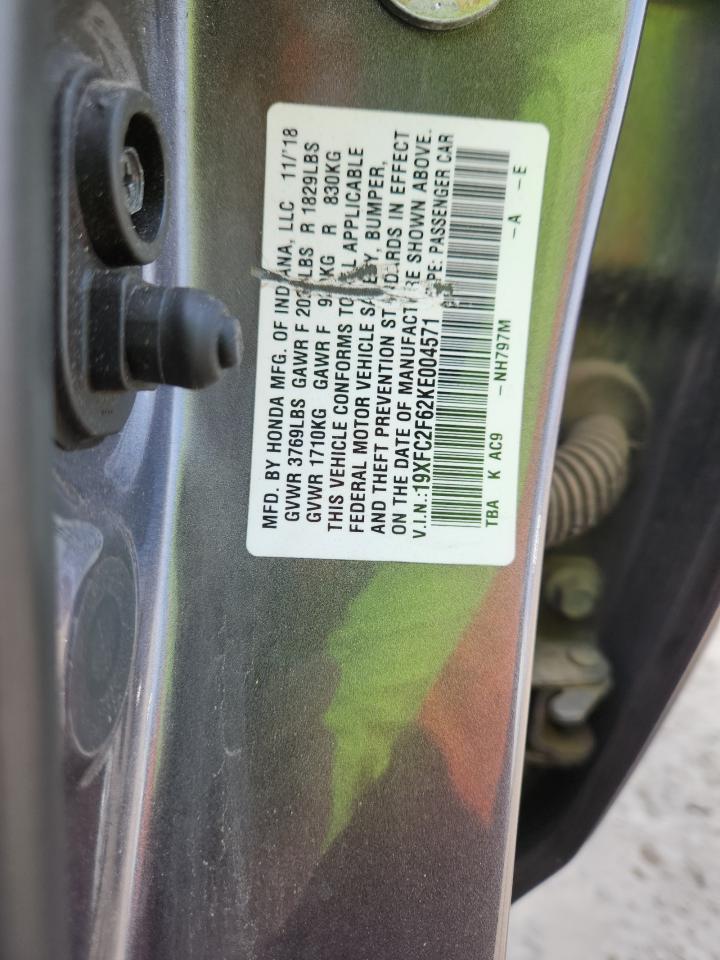 MFD. BY HONDA MFG. OF INDIANA, LLC 11/'18
GVWR 3769LBS GAWR F LBS R 1829LBS
GVWR 1710KG GAWR F KG R 830KG
THIS VEHICLE CONFORMS TO APPLICABLE
FEDERAL MOTOR VEHICLE BUMPER,
AND THEFT PREVENTION IN EFFECT
ON THE DATE OF MANUFACTURE SHOWN ABOVE.
V.I.N.:19XFC2F62KE004571 PASSENGER CAR
TBA K AC9 -NH797M -A -E